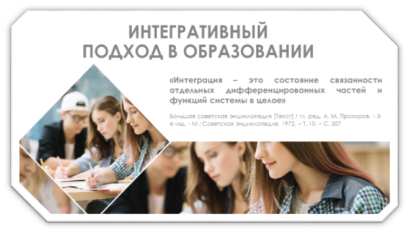 ИНТЕГРАТИВНЫЙ
ПОДХОД В ОБРАЗОВАНИИ
«Интеграция – это состояние связанности
отдельных дифференцированных частей и
функций системы в целое»
Большая советская энциклопедия [Текст] / гл. ред. А. М. Прохоров. - 3-
е изд. - М.: Советская энциклопедия, 1972. – Т. 10. – С. 307